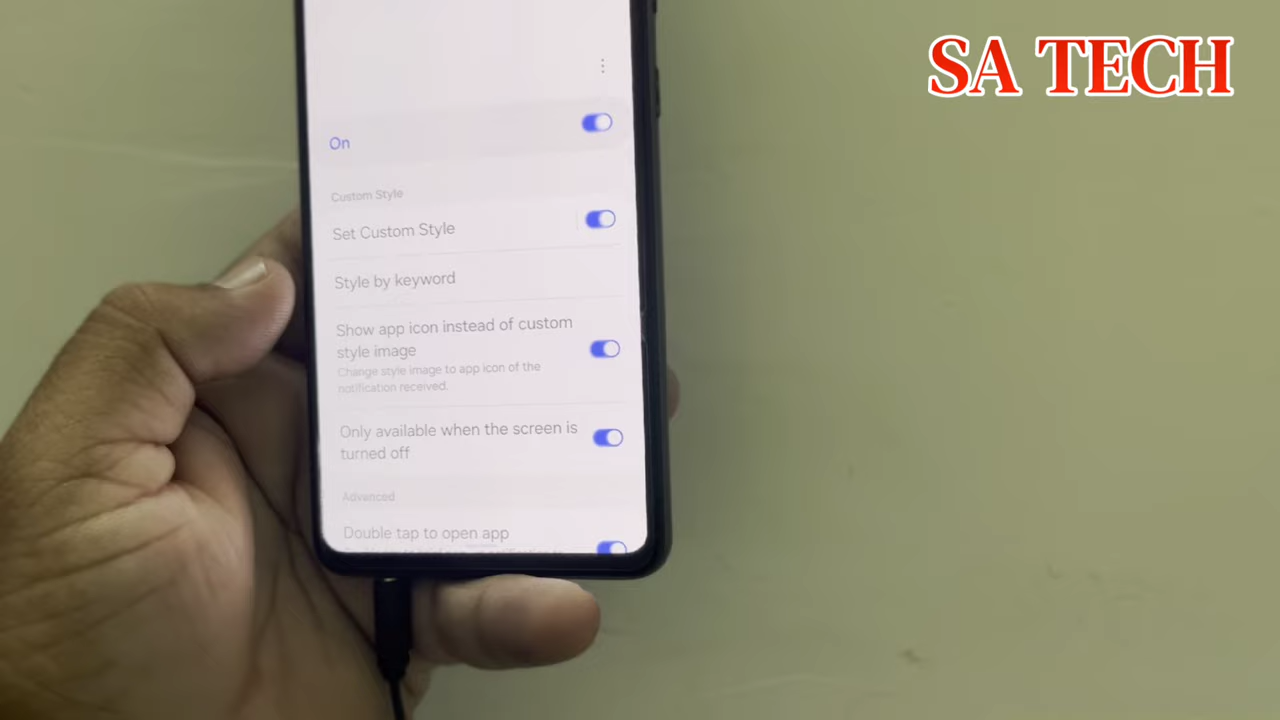 SA TECH
On
Custom Style
Set Custom Style
Style by keyword
Show app icon instead of custom
style image
Change style image to app icon of the
notification received.
Only available when the screen is
turned off
Advanced
Double tap to open app